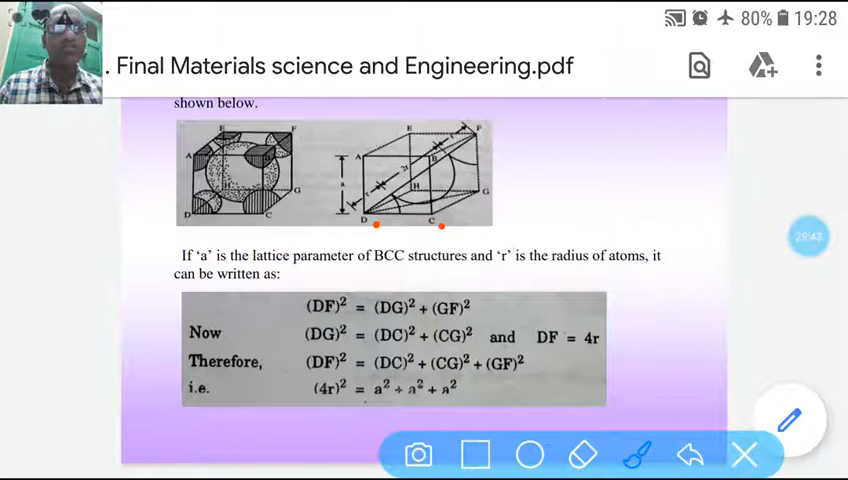 80% 19:28
. Final Materials science and Engineering.pdf
shown below.
E F
A B
H G
D C
E F
A B
r
2r
r
a
H G
D C
29:43
If ‘a’ is the lattice parameter of BCC structures and ‘r’ is the radius of atoms, it
can be written as:
(DF)² = (DG)² + (GF)²
Now (DG)² = (DC)² + (CG)² and DF = 4r
Therefore, (DF)² = (DC)² + (CG)² + (GF)²
i.e. (4r)² = a² + a² + a²